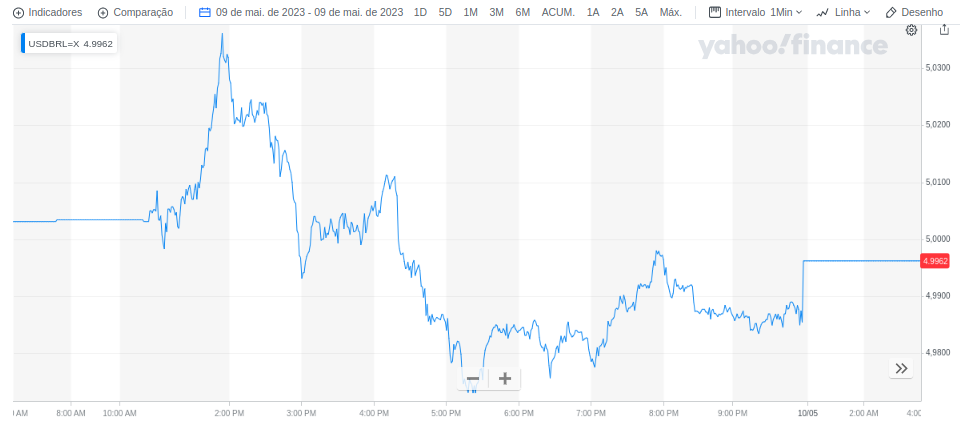 Indicadores Comparação 09 de mai. de 2023 - 09 de mai. de 2023 1D 5D 1M 3M 6M ACUM. 1A 2A 5A Máx. Intervalo 1Min Linha Desenho
USDBRL=X 4.9962
yahoo!finance
5,0300
5,0200
5,0100
5,0000
4.9962
4,9900
4,9800
AM 8:00 AM 10:00 AM 2:00 PM 3:00 PM 4:00 PM 5:00 PM 6:00 PM 7:00 PM 8:00 PM 9:00 PM 10/05 2:00 AM 4:00